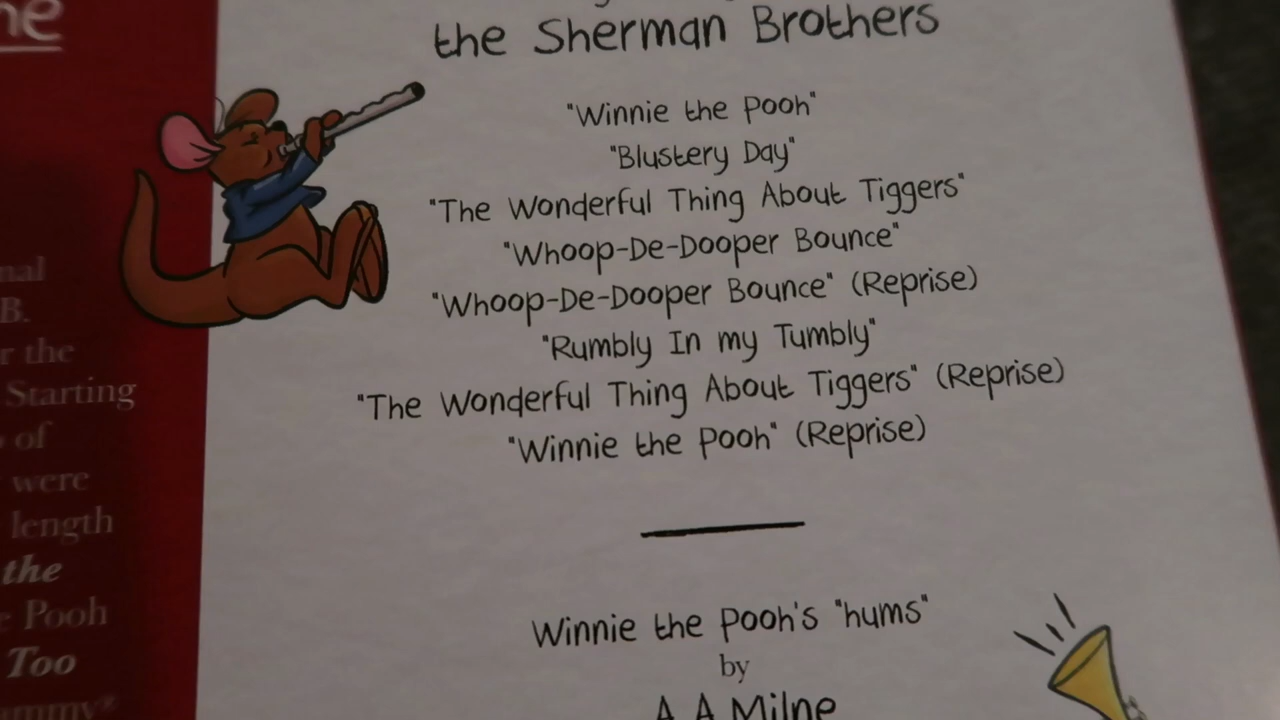 ne
the Sherman Brothers
"Winnie the Pooh"
"Blustery Day"
"The Wonderful Thing About Tiggers"
"Whoop-De-Dooper Bounce"
"Whoop-De-Dooper Bounce" (Reprise)
"Rumbly In my Tumbly"
"The Wonderful Thing About Tiggers" (Reprise)
"Winnie the Pooh" (Reprise)
Winnie the Pooh's "hums"
by
A A Milne
nal
B.
r the
Starting
of
were
length
the
Pooh
Too
ummy®